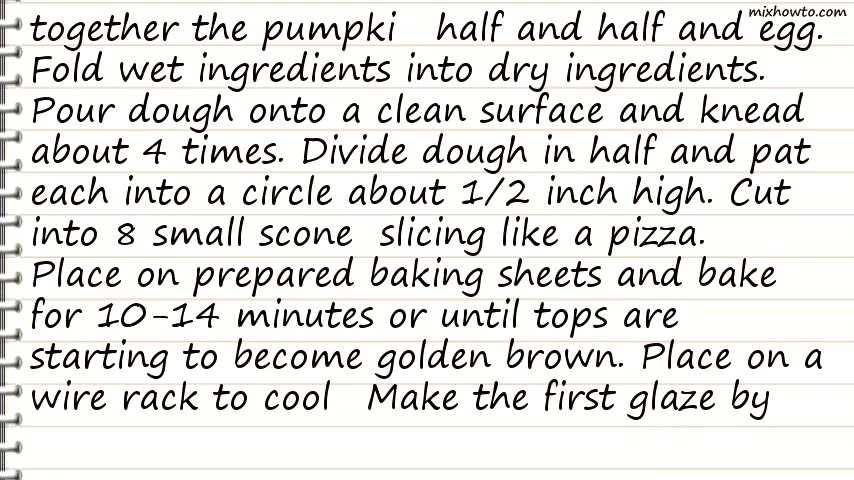 mixhowto.com
together the pumpki   half and half and egg.
Fold wet ingredients into dry ingredients.
Pour dough onto a clean surface and knead
about 4 times. Divide dough in half and pat
each into a circle about 1/2 inch high. Cut
into 8 small scone  slicing like a pizza.
Place on prepared baking sheets and bake
for 10-14 minutes or until tops are
starting to become golden brown. Place on a
wire rack to cool   Make the first glaze by